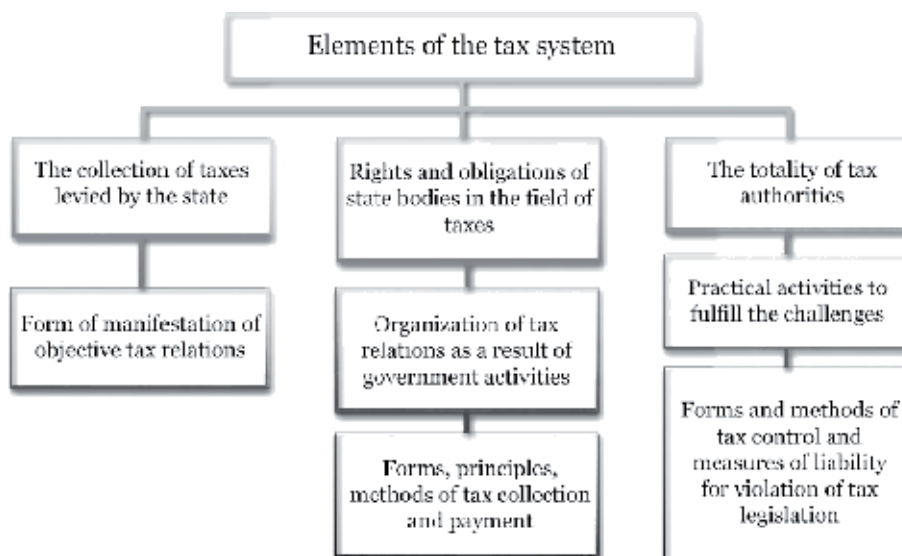 Elements of the tax system
The collection of taxes
levied by the state
Form of manifestation of
objective tax relations
Rights and obligations of
state bodies in the field of
taxes
Organization of tax
relations as a result of
government activities
Forms, principles,
methods of tax collection
and payment
The totality of tax
authorities
Practical activities to
fulfill the challenges
Forms and methods of
tax control and
measures of liability
for violation of tax
legislation